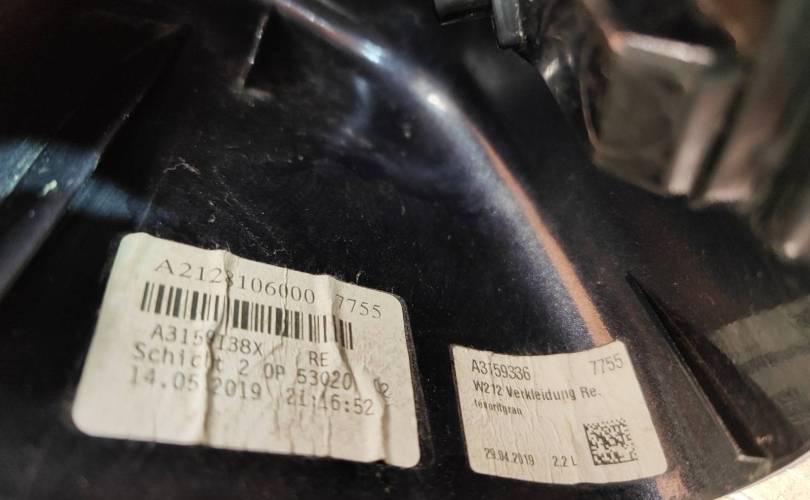 A2128106000 7755
A3159138X RE
Schicht 2 OP 53020 02
14.05.2019 21:16:52
A3159336 7755
W212 Verkleidung Re.
tenoritgrau
29.04.2019 2.2 L